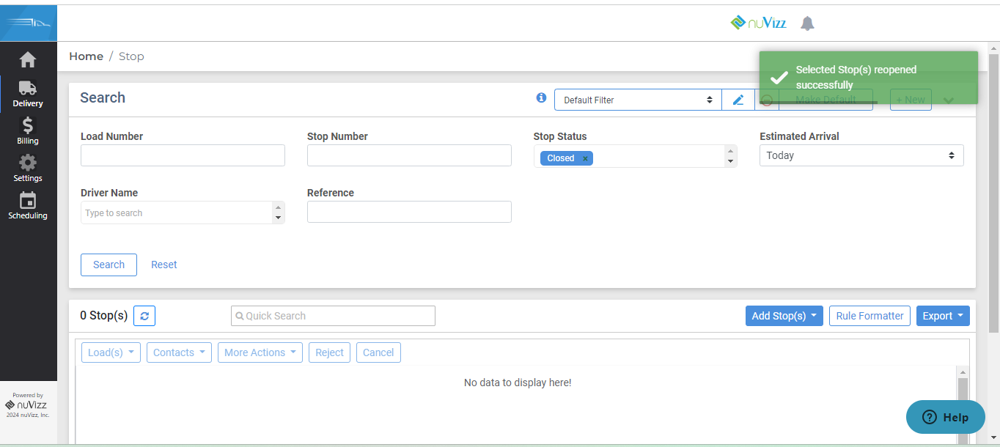 nuVizz
Home / Stop
Selected Stop(s) reopened
successfully
Search
Default Filter
Make Default
+ New
Load Number
Stop Number
Stop Status
Estimated Arrival
Closed ×
Today
Driver Name
Reference
Type to search
Search
Reset
0 Stop(s)
Quick Search
Add Stop(s)
Rule Formatter
Export
Load(s)
Contacts
More Actions
Reject
Cancel
No data to display here!
Delivery
Billing
Settings
Scheduling
Powered by
nuVizz
2024 nuVizz, Inc.
Help